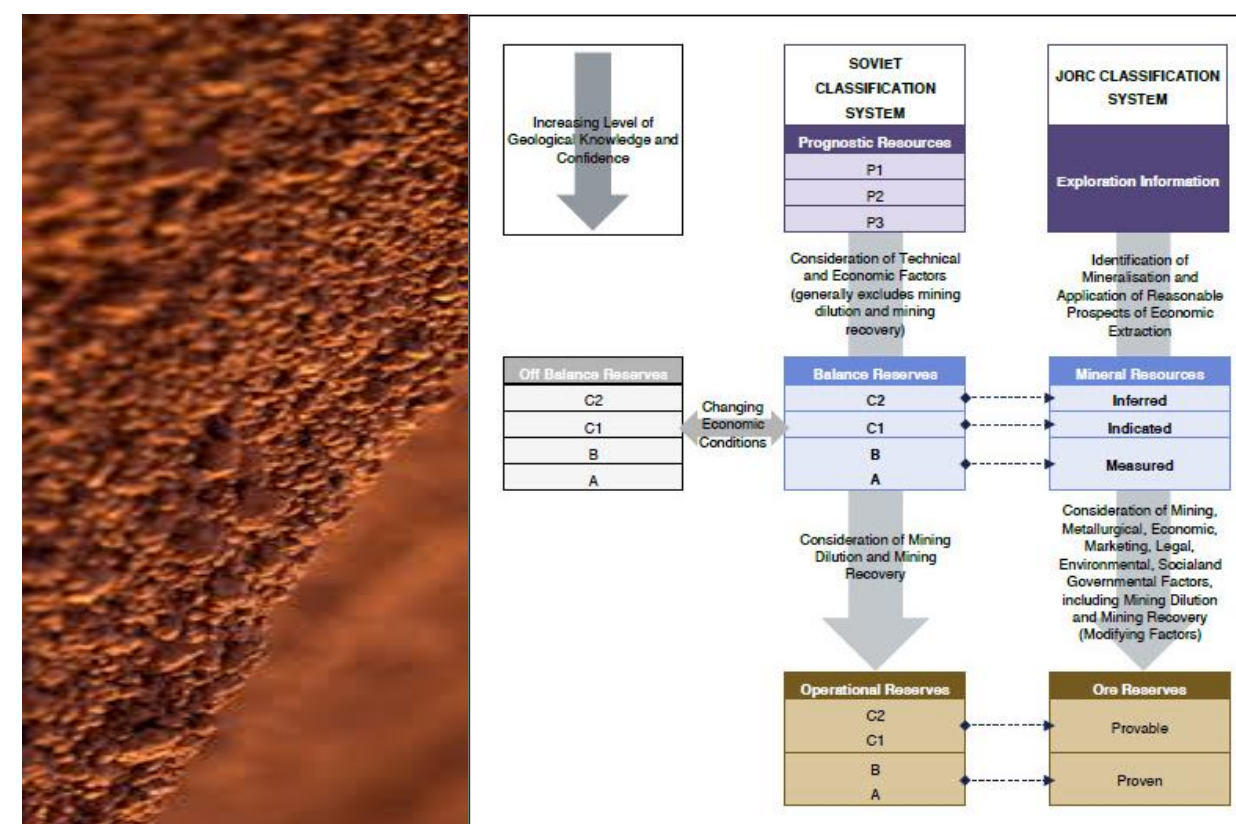 Increasing Level of
Geological Knowledge and
Confidence
SOVIET
CLASSIFICATION
SYSTEM
Prognostic Resources
P1
P2
P3
JORC CLASSIFICATION
SYSTEM
Exploration Information
Consideration of Technical
and Economic Factors
(generally excludes mining
dilution and mining
recovery)
Identification of
Mineralisation and
Application of Reasonable
Prospects of Economic
Extraction
Off Balance Reserves
C2
C1
B
A
Changing
Economic
Conditions
Balance Reserves
C2
C1
B
A
Mineral Resources
Inferred
Indicated
Measured
Consideration of Mining
Dilution and Mining
Recovery
Consideration of Mining,
Metallurgical, Economic,
Marketing, Legal,
Environmental, Socialand
Governmental Factors,
including Mining Dilution
and Mining Recovery
(Modifying Factors)
Operational Reserves
C2
C1
B
A
Ore Reserves
Provable
Proven